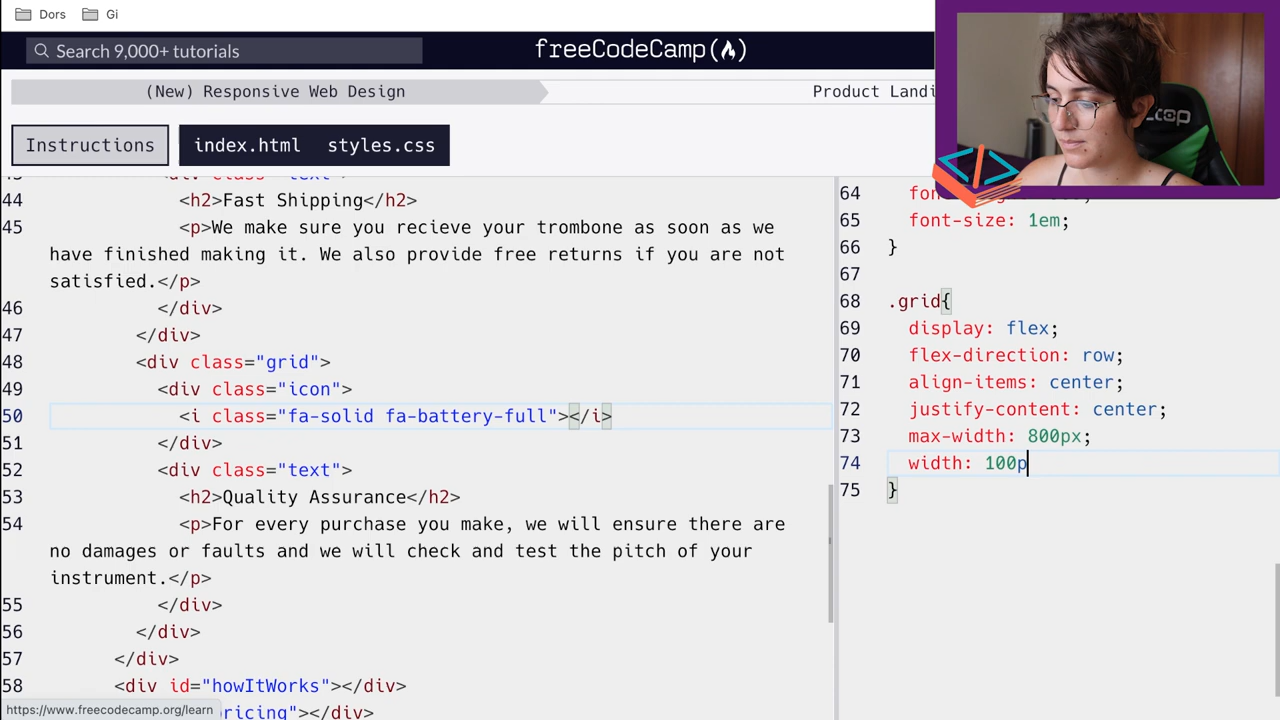 Dors Gi
Search 9,000+ tutorials
freeCodeCamp
(New) Responsive Web Design
Product Landi
Instructions
index.html styles.css
44 <h2>Fast Shipping</h2>
45 <p>We make sure you recieve your trombone as soon as we
have finished making it. We also provide free returns if you are not
satisfied.</p>
46 </div>
47 </div>
48 <div class="grid">
49 <div class="icon">
50 <i class="fa-solid fa-battery-full"></i>
51 </div>
52 <div class="text">
53 <h2>Quality Assurance</h2>
54 <p>For every purchase you make, we will ensure there are
no damages or faults and we will check and test the pitch of your
instrument.</p>
55 </div>
56 </div>
57 </div>
58 <div id="howItWorks"></div>
ricing"></div>
https://www.freecodecamp.org/learn
64
65 font-size: 1em;
66 }
67
68 .grid{
69 display: flex;
70 flex-direction: row;
71 align-items: center;
72 justify-content: center;
73 max-width: 800px;
74 width: 100p
75 }